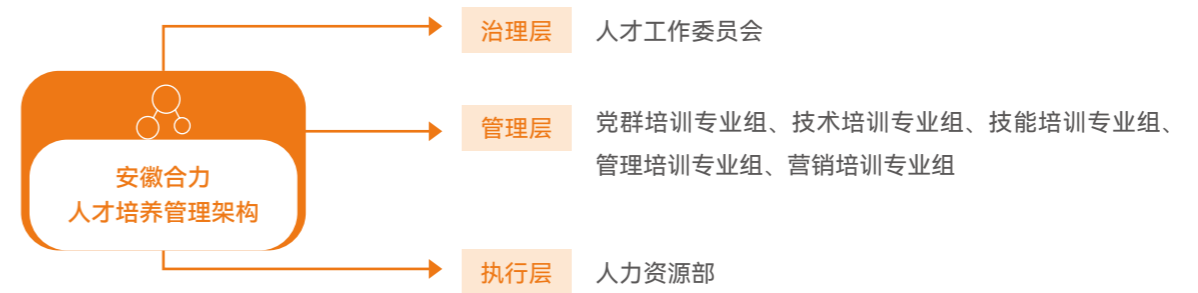 治理层
人才工作委员会
管理层
党群培训专业组、技术培训专业组、技能培训专业组、
管理培训专业组、营销培训专业组
安徽合力
人才培养管理架构
执行层
人力资源部